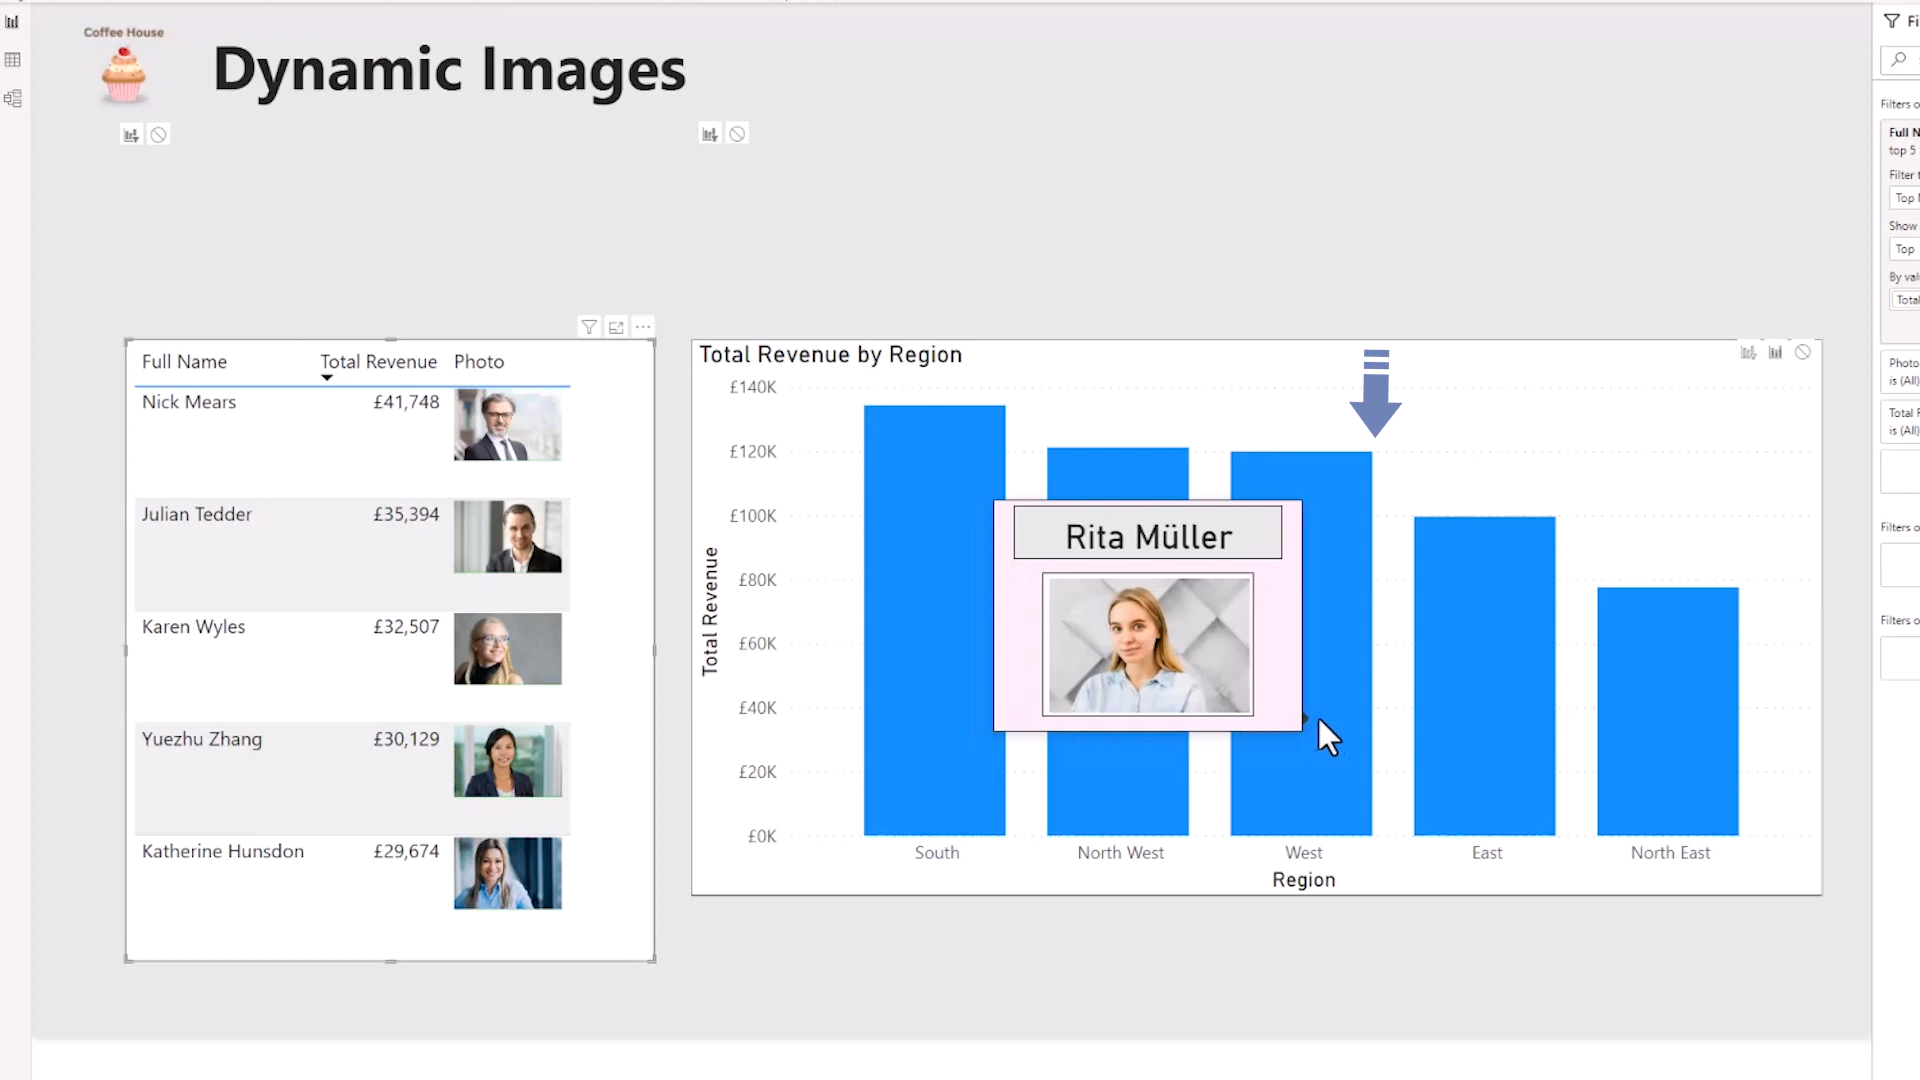 Coffee House
Dynamic Images
Full Name Total Revenue Photo
Nick Mears £41,748
Julian Tedder £35,394
Karen Wyles £32,507
Yuezhu Zhang £30,129
Katherine Hunsdon £29,674
Total Revenue by Region
Total Revenue
£140K
£120K
£100K
£80K
£60K
£40K
£20K
£0K
Rita Müller
South North West West East North East
Region
Filters
Full
top 5
Filter
Top
Show
Top
By
Total
Photo
is (All)
Total
is (All)
Filters
Filters